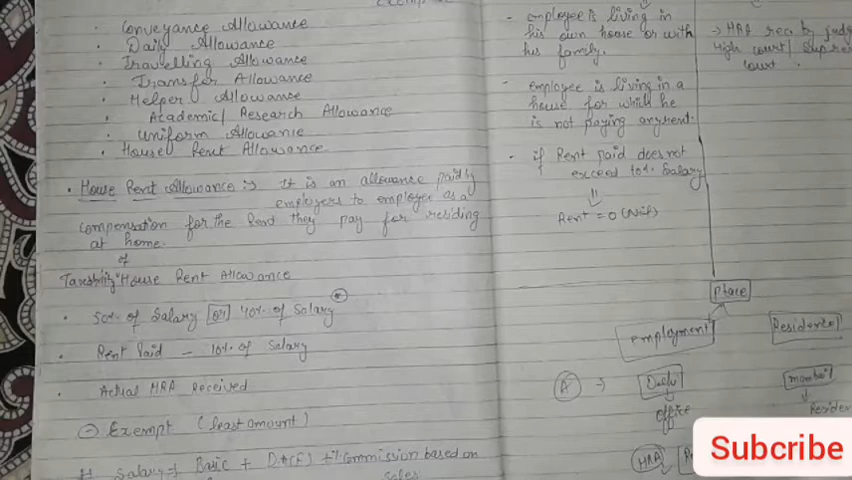 Conveyance Allowance
• Daily Allowance
• Travelling Allowance
• Transfer Allowance
• Helper Allowance
• Academic/Research Allowance
• Uniform Allowance
• House Rent Allowance
• House Rent Allowance :- It is an allowance paid by
employers to employee as a
compensation for the Rent they pay for residing
at home.
of
Taxability House Rent Allowance
• 50% of Salary [or] 40% of Salary
• Rent Paid - 10% of Salary
• Actual HRA Received
(-) Exempt (least amount)
Salary => Basic + D.A(F) + % Commission based on
Sales
- employee is living in
his own house or with
his family.
- employee is living in a
house for which he
is not paying any rent.
• if Rent paid does not
exceed 10% Salary
Rent = 0 (Nil)
→ HRA rec. by judg
High court/ Supre
court.
Place
Employment
Residence
A →
Delhi
Office
HRA
Mumbai
Residen
Subcribe